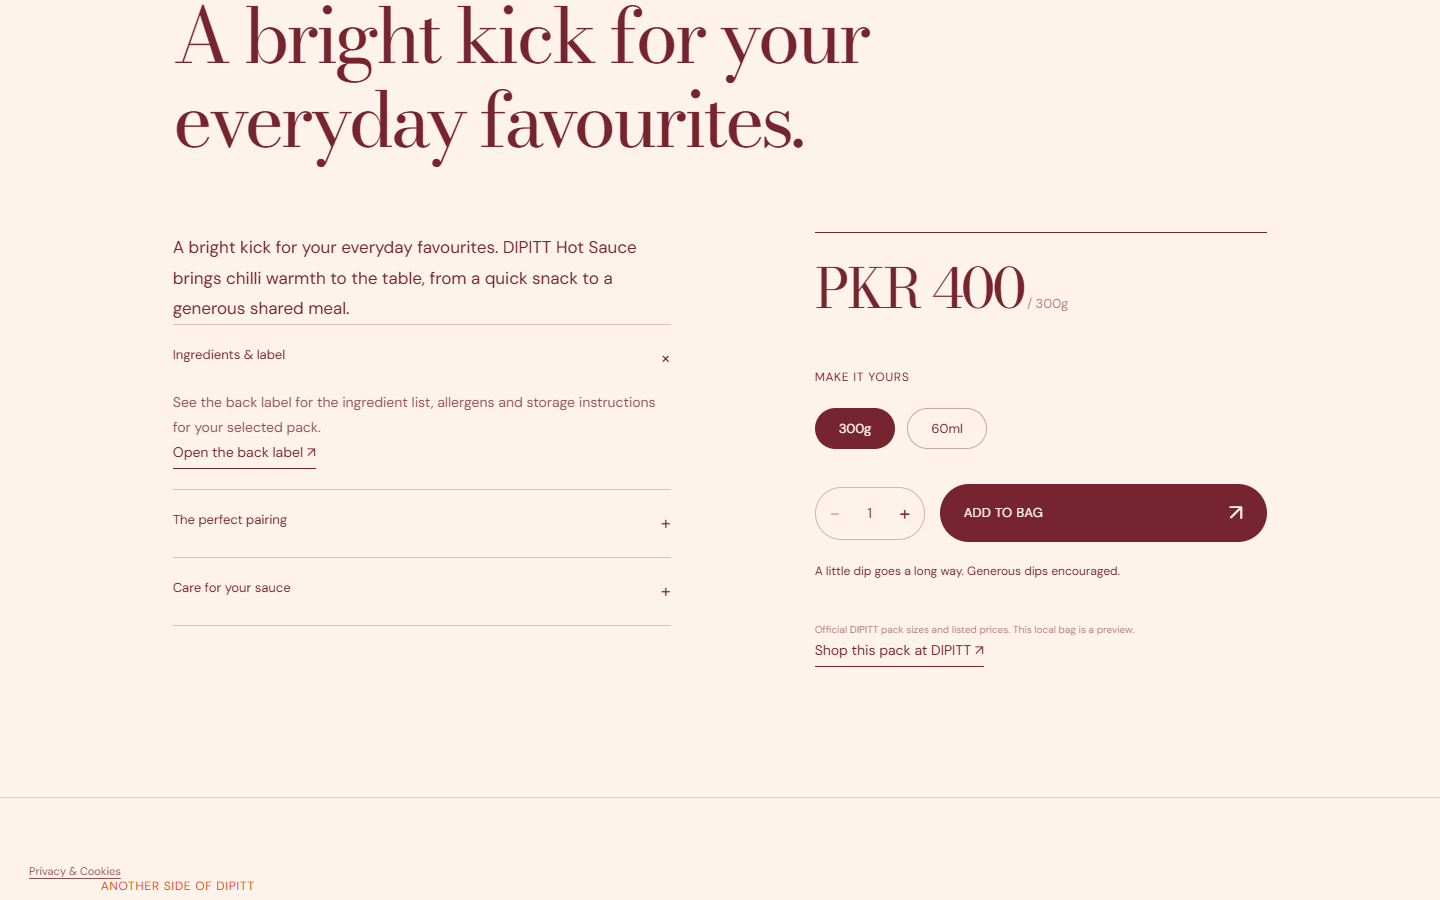 A bright kick for your
everyday favourites.
A bright kick for your everyday favourites. DIPITT Hot Sauce
brings chilli warmth to the table, from a quick snack to a
generous shared meal.
Ingredients & label
See the back label for the ingredient list, allergens and storage instructions
for your selected pack.
Open the back label
The perfect pairing
Care for your sauce
PKR 400 / 300g
MAKE IT YOURS
300g 60ml
− 1 + ADD TO BAG
A little dip goes a long way. Generous dips encouraged.
Official DIPITT pack sizes and listed prices. This local bag is a preview.
Shop this pack at DIPITT
Privacy & Cookies
ANOTHER SIDE OF DIPITT